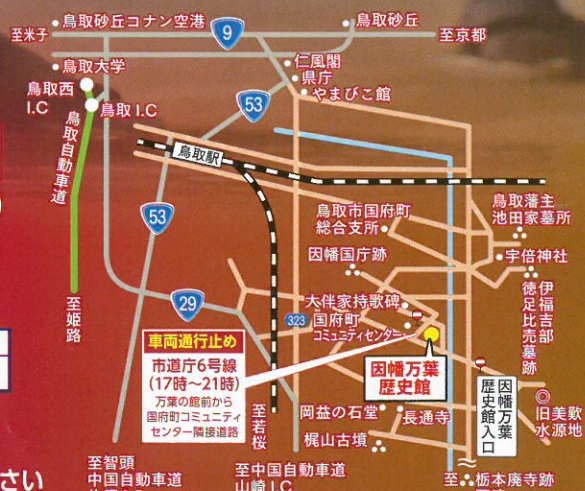 鳥取砂丘コナン空港
至米子
9
鳥取砂丘
至京都
鳥取大学
鳥取西
I.C
鳥取 I.C
仁風閣
県庁
やまびこ館
53
鳥取自動車道
鳥取駅
53
鳥取市国府町
総合支所
鳥取藩主
池田家墓所
因幡国庁跡
宇倍神社
伊福吉部
徳足比売墓跡
大伴家持歌碑
至姫路
29
323
国府町
コミュニティセンター
車両通行止め
市道庁6号線
(17時〜21時)
万葉の館前から
国府町コミュニティ
センター隣接道路
因幡万葉
歴史館
因幡万葉
歴史館入口
旧美歎
水源地
岡益の石堂
長通寺
梶山古墳
至若桜
さい
至智頭
中国自動車道
至中国自動車道
山崎 I.C
至
栃本廃寺跡